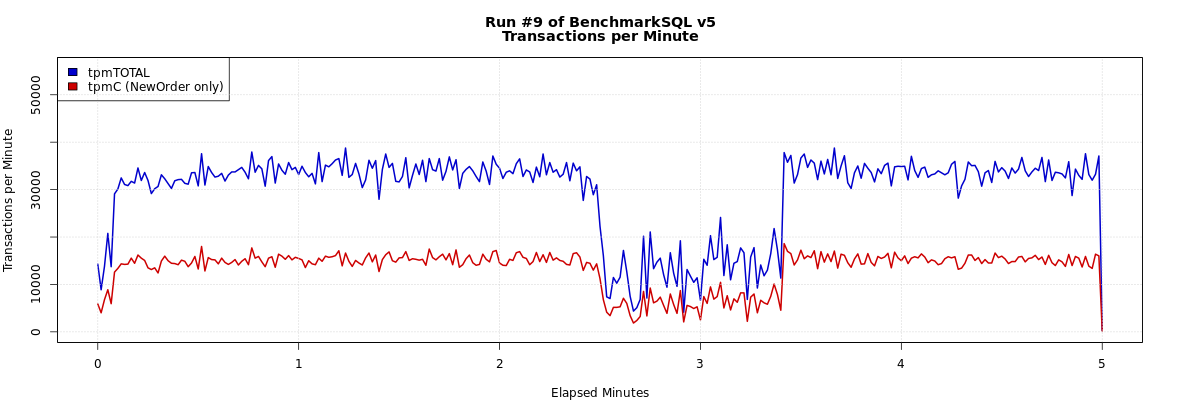 Run #9 of BenchmarkSQL v5
Transactions per Minute
tpmTOTAL
tpmC (NewOrder only)
Transactions per Minute
50000
30000
10000
0
0 1 2 3 4 5
Elapsed Minutes